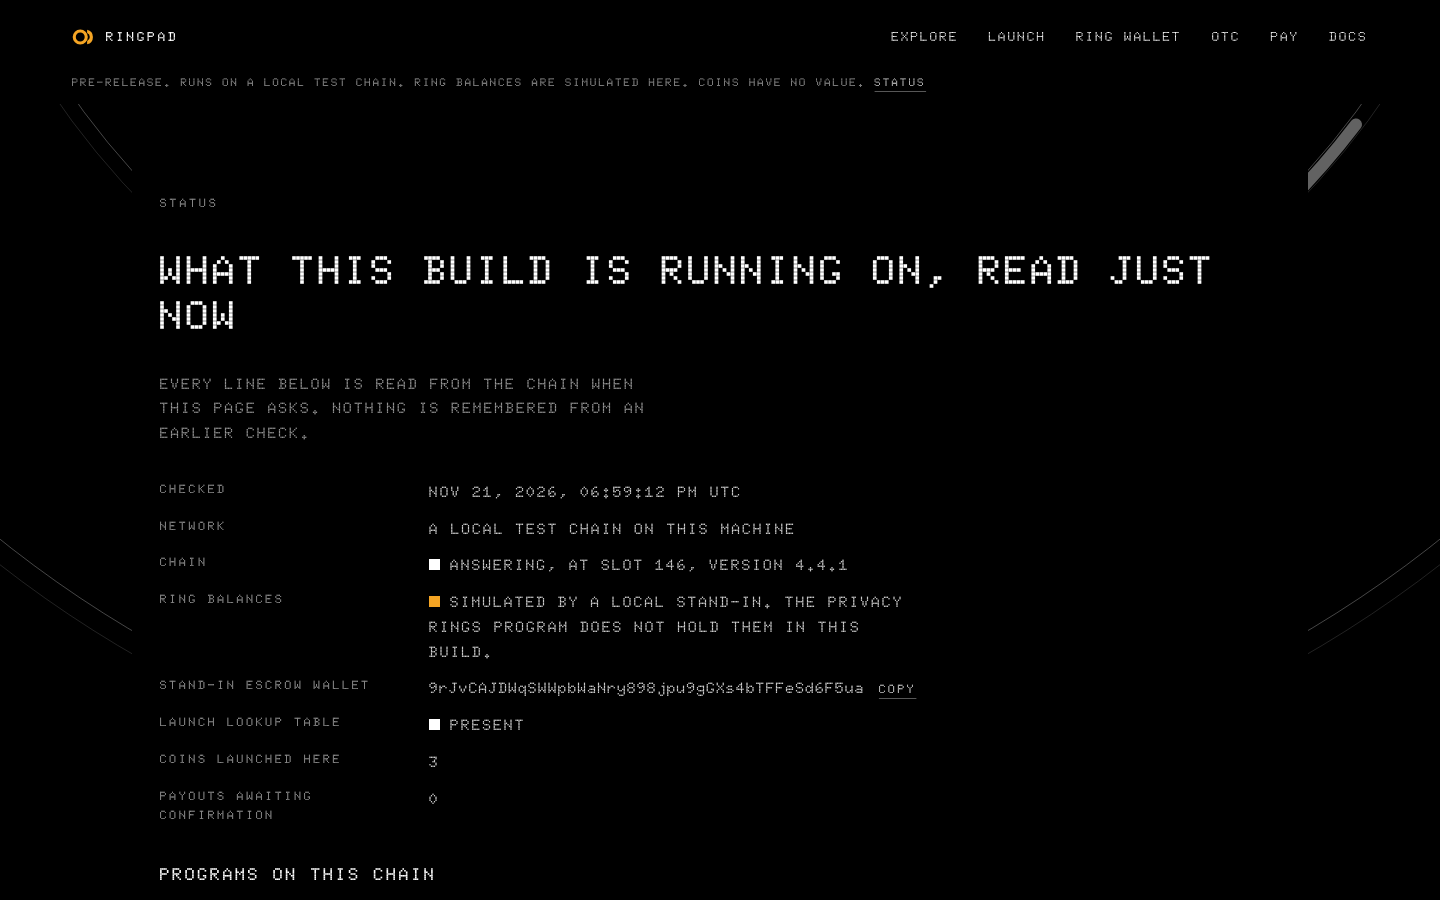 RINGPAD
EXPLORE LAUNCH RING WALLET OTC PAY DOCS
PRE-RELEASE. RUNS ON A LOCAL TEST CHAIN. RING BALANCES ARE SIMULATED HERE. COINS HAVE NO VALUE. STATUS
STATUS
WHAT THIS BUILD IS RUNNING ON, READ JUST
NOW
EVERY LINE BELOW IS READ FROM THE CHAIN WHEN
THIS PAGE ASKS. NOTHING IS REMEMBERED FROM AN
EARLIER CHECK.
CHECKED NOV 21, 2026, 06:59:12 PM UTC
NETWORK A LOCAL TEST CHAIN ON THIS MACHINE
CHAIN ANSWERING, AT SLOT 146, VERSION 4.4.1
RING BALANCES SIMULATED BY A LOCAL STAND-IN. THE PRIVACY
RINGS PROGRAM DOES NOT HOLD THEM IN THIS
BUILD.
STAND-IN ESCROW WALLET 9rJvCAJDWqSWWpbWaNry898jpu9gGXs4bTFFeSd6F5ua COPY
LAUNCH LOOKUP TABLE PRESENT
COINS LAUNCHED HERE 3
PAYOUTS AWAITING 0
CONFIRMATION
PROGRAMS ON THIS CHAIN